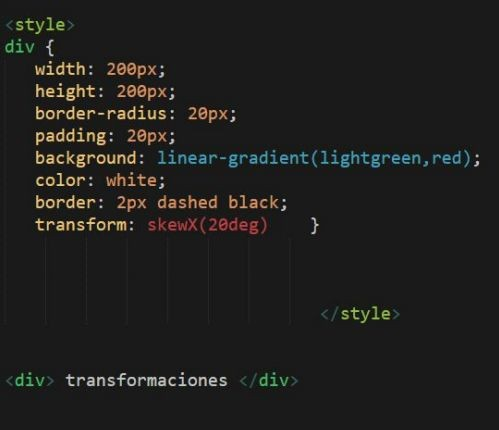 <style>
div {
width: 200px;
height: 200px;
border-radius: 20px;
padding: 20px;
background: linear-gradient(lightgreen,red);
color: white;
border: 2px dashed black;
transform: skewX(20deg) }
</style>
<div> transformaciones </div>